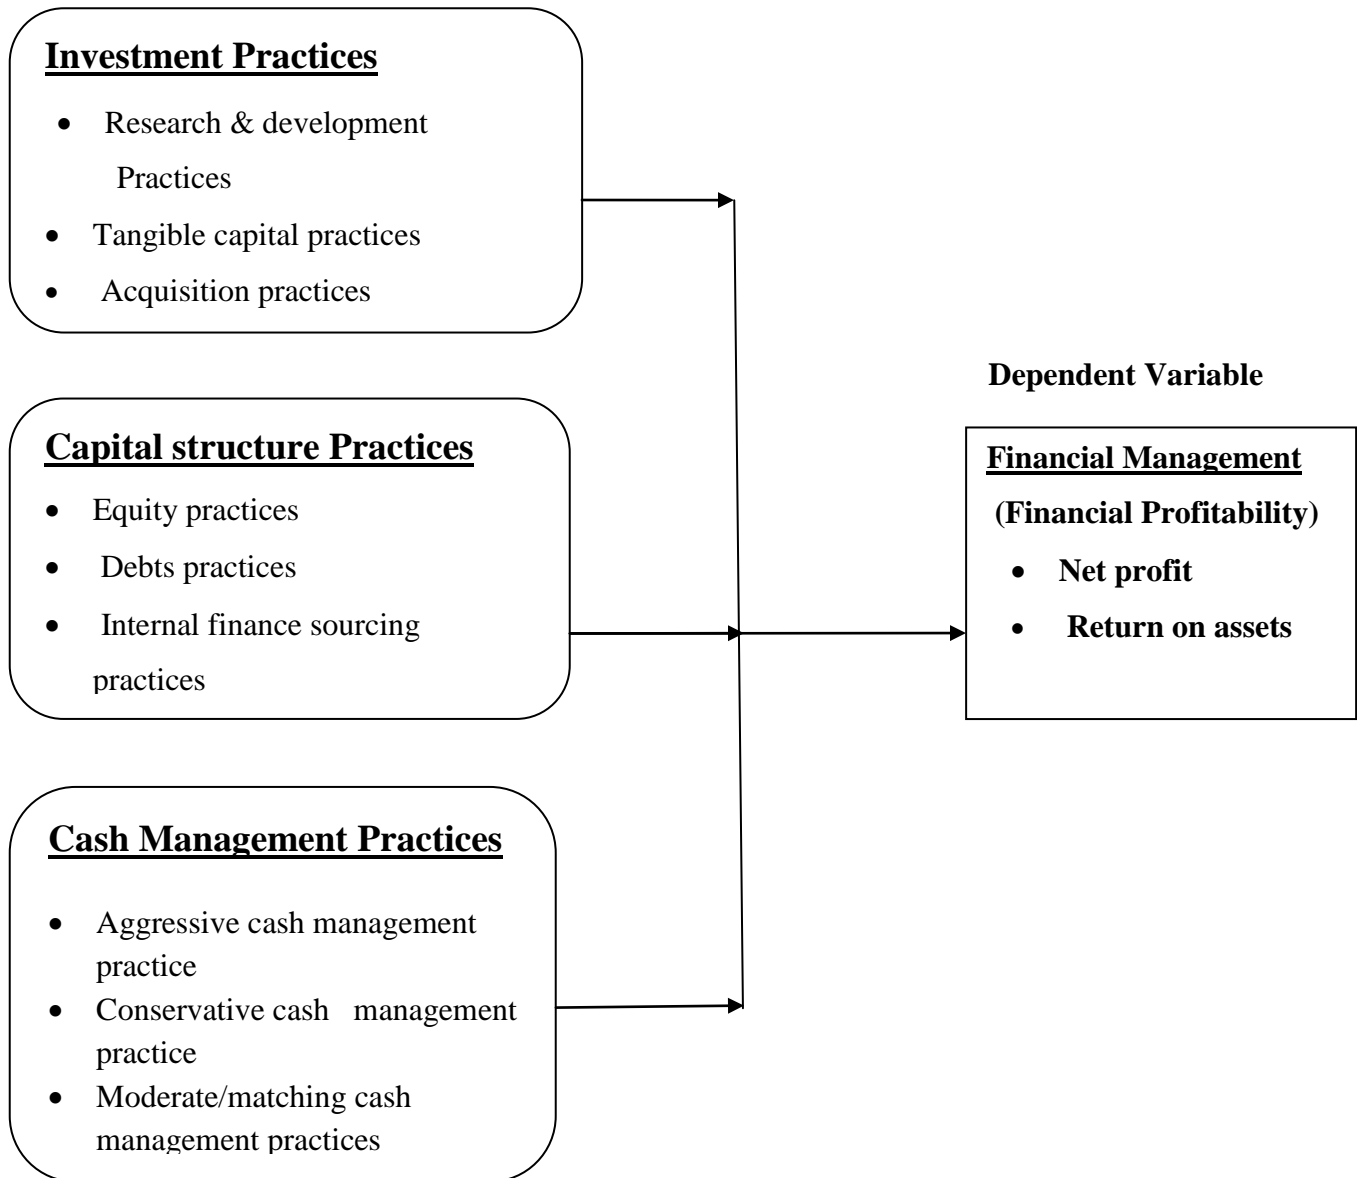 Investment Practices
• Research & development
Practices
• Tangible capital practices
• Acquisition practices
Capital structure Practices
• Equity practices
• Debts practices
• Internal finance sourcing
practices
Cash Management Practices
• Aggressive cash management
practice
• Conservative cash management
practice
• Moderate/matching cash
management practices
Dependent Variable
Financial Management
(Financial Profitability)
• Net profit
• Return on assets